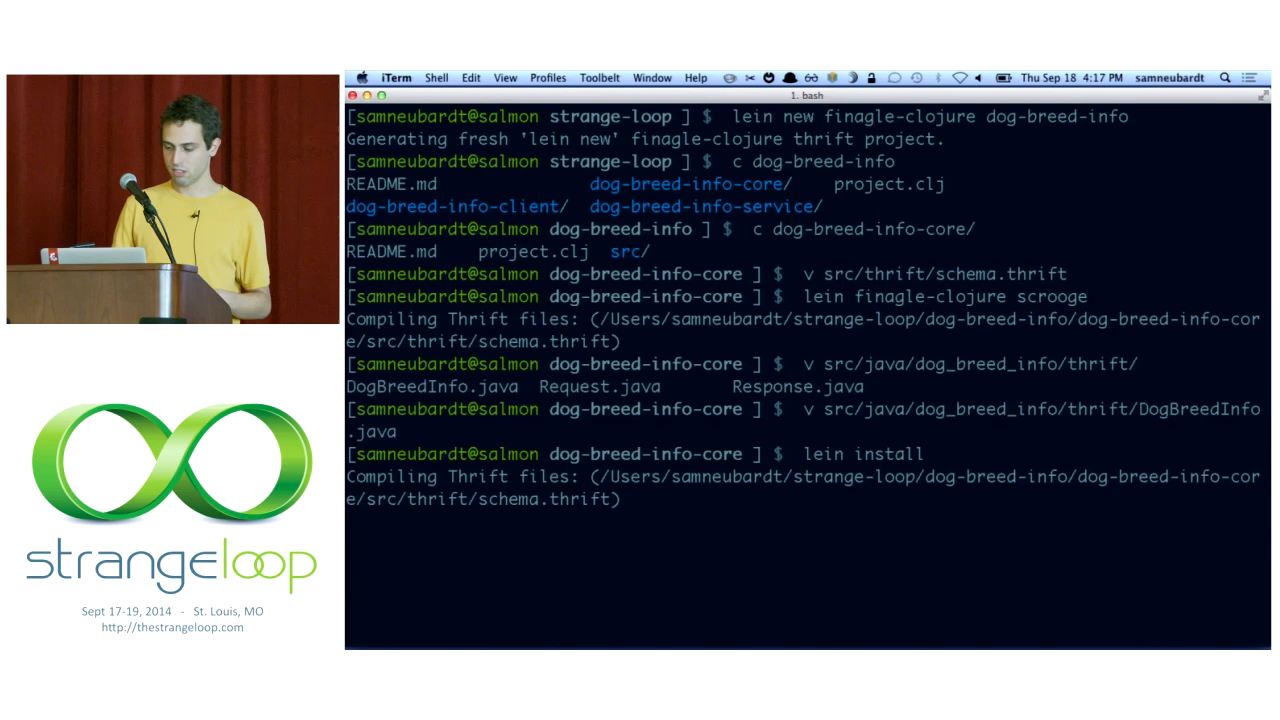 iTerm Shell Edit View Profiles Toolbelt Window Help Thu Sep 18 4:17 PM samneubardt
1. bash
[samneubardt@salmon strange-loop ] $ lein new finagle-clojure dog-breed-info
Generating fresh 'lein new' finagle-clojure thrift project.
[samneubardt@salmon strange-loop ] $ c dog-breed-info
README.md dog-breed-info-core/ project.clj
dog-breed-info-client/ dog-breed-info-service/
[samneubardt@salmon dog-breed-info ] $ c dog-breed-info-core/
README.md project.clj src/
[samneubardt@salmon dog-breed-info-core ] $ v src/thrift/schema.thrift
[samneubardt@salmon dog-breed-info-core ] $ lein finagle-clojure scrooge
Compiling Thrift files: (/Users/samneubardt/strange-loop/dog-breed-info/dog-breed-info-cor
e/src/thrift/schema.thrift)
[samneubardt@salmon dog-breed-info-core ] $ v src/java/dog_breed_info/thrift/
DogBreedInfo.java Request.java Response.java
[samneubardt@salmon dog-breed-info-core ] $ v src/java/dog_breed_info/thrift/DogBreedInfo
.java
[samneubardt@salmon dog-breed-info-core ] $ lein install
Compiling Thrift files: (/Users/samneubardt/strange-loop/dog-breed-info/dog-breed-info-cor
e/src/thrift/schema.thrift)
strangeloop
Sept 17-19, 2014 - St. Louis, MO
http://thestrangeloop.com